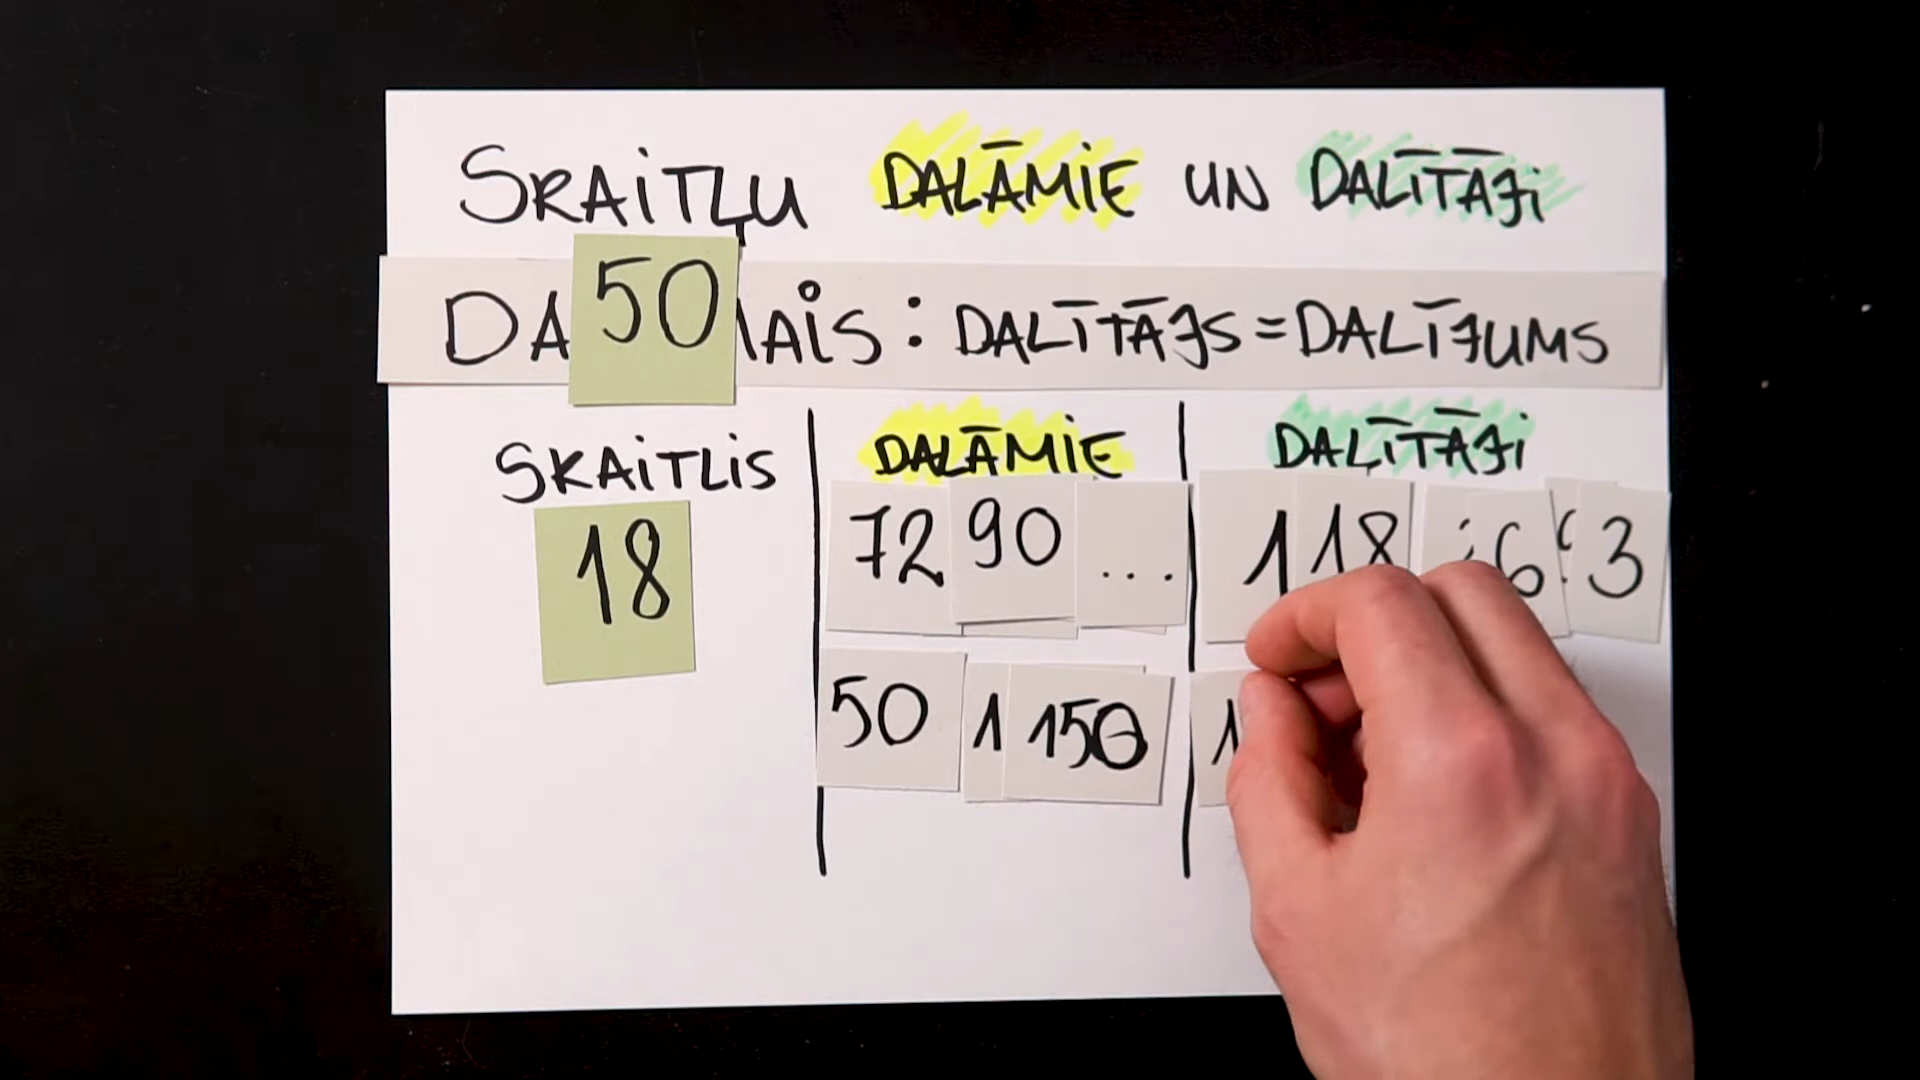 SKAITĻU DALĀMIE UN DALĪTĀJI
50
DA AIS : DALĪTĀJS = DALĪJUMS
SKAITLIS DALĀMIE DALĪTĀJI
18 72 90 ... 1 18 6 3
50 1 150 1